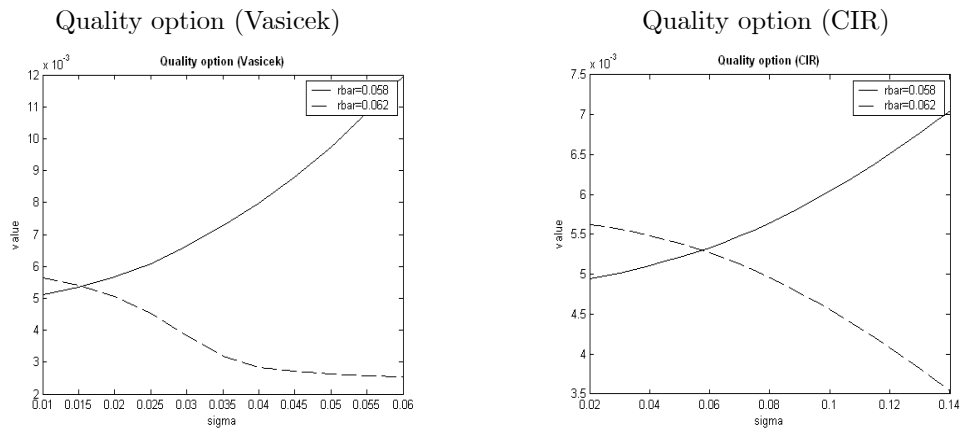 Quality option (Vasicek)
Quality option (CIR)
Quality option (Vasicek)
x 10⁻³
12
11
10
9
8
7
6
5
4
3
2
value
rbar=0.058
rbar=0.062
0.01 0.015 0.02 0.025 0.03 0.035 0.04 0.045 0.05 0.055 0.06
sigma
Quality option (CIR)
x 10⁻³
7.5
7
6.5
6
5.5
5
4.5
4
3.5
value
rbar=0.058
rbar=0.062
0.02 0.04 0.06 0.08 0.1 0.12 0.14
sigma